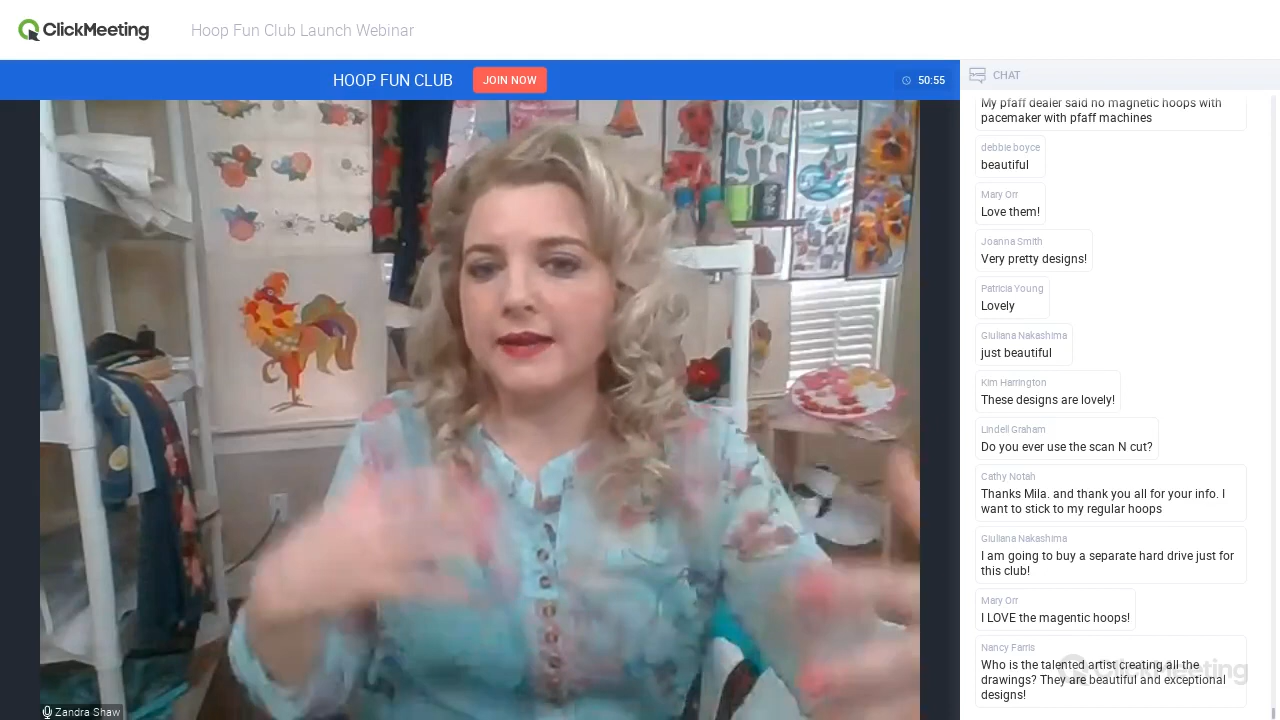 ClickMeeting
Hoop Fun Club Launch Webinar
HOOP FUN CLUB
JOIN NOW
50:55
CHAT
My pfaff dealer said no magnetic hoops with
pacemaker with pfaff machines
debbie boyce
beautiful
Mary Orr
Love them!
Joanna Smith
Very pretty designs!
Patricia Young
Lovely
Giuliana Nakashima
just beautiful
Kim Harrington
These designs are lovely!
Lindell Graham
Do you ever use the scan N cut?
Cathy Notah
Thanks Mila. and thank you all for your info. I
want to stick to my regular hoops
Giuliana Nakashima
I am going to buy a separate hard drive just for
this club!
Mary Orr
I LOVE the magentic hoops!
Nancy Farris
Who is the talented artist creating all the
drawings? They are beautiful and exceptional
designs!
ClickMeeting
Zandra Shaw